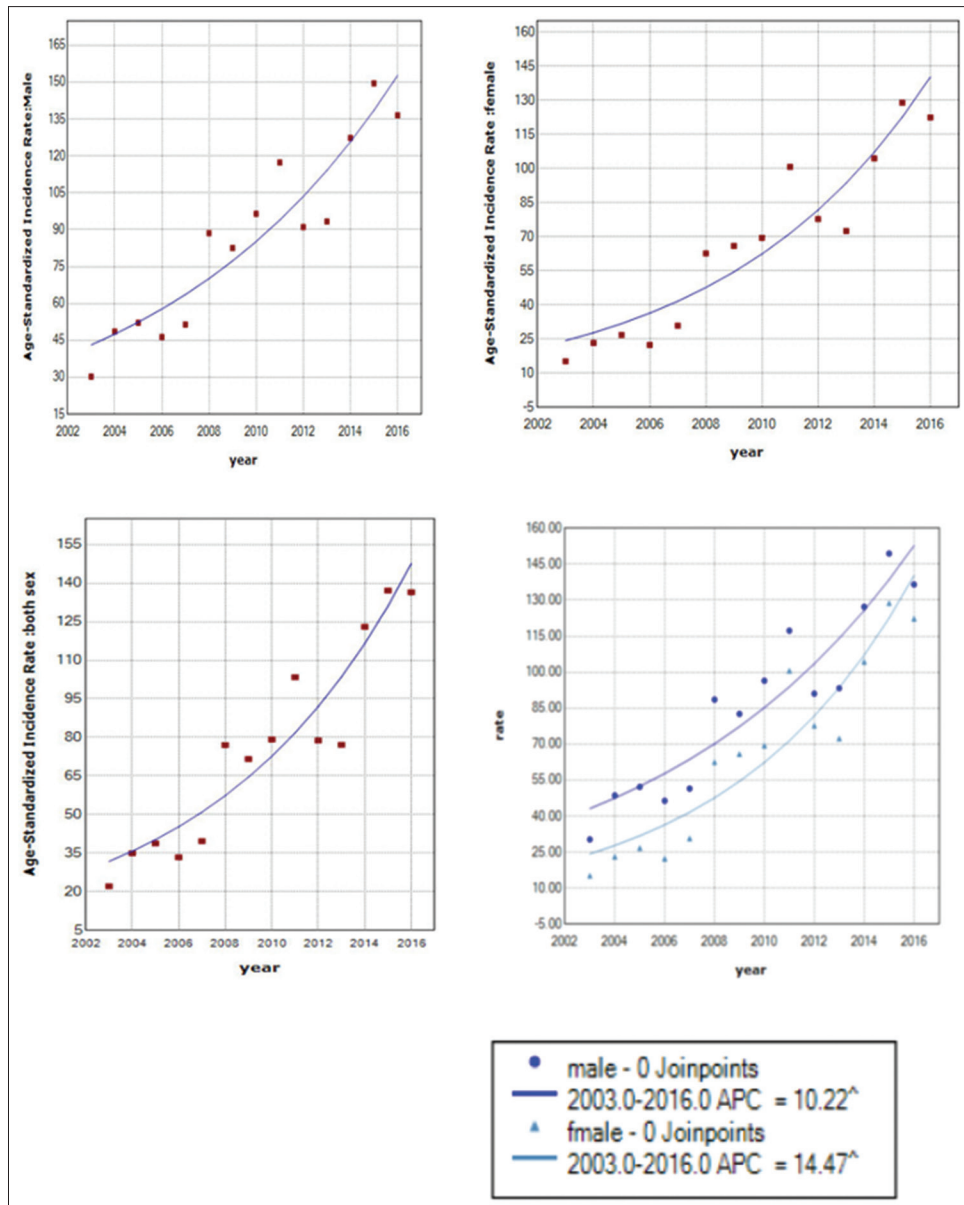 Age-Standardized Incidence Rate:Male
165
150
135
120
105
90
75
60
45
30
15
2002 2004 2006 2008 2010 2012 2014 2016
year
Age-Standardized Incidence Rate :female
160
145
130
115
100
85
70
55
40
25
10
-5
2002 2004 2006 2008 2010 2012 2014 2016
year
Age-Standardized Incidence Rate :both sex
155
140
125
110
95
80
65
50
35
20
5
2002 2004 2006 2008 2010 2012 2014 2016
year
rate
160.00
145.00
130.00
115.00
100.00
85.00
70.00
55.00
40.00
25.00
10.00
-5.00
2002 2004 2006 2008 2010 2012 2014 2016
year
male - 0 Joinpoints
2003.0-2016.0 APC = 10.22^
fmale - 0 Joinpoints
2003.0-2016.0 APC = 14.47^